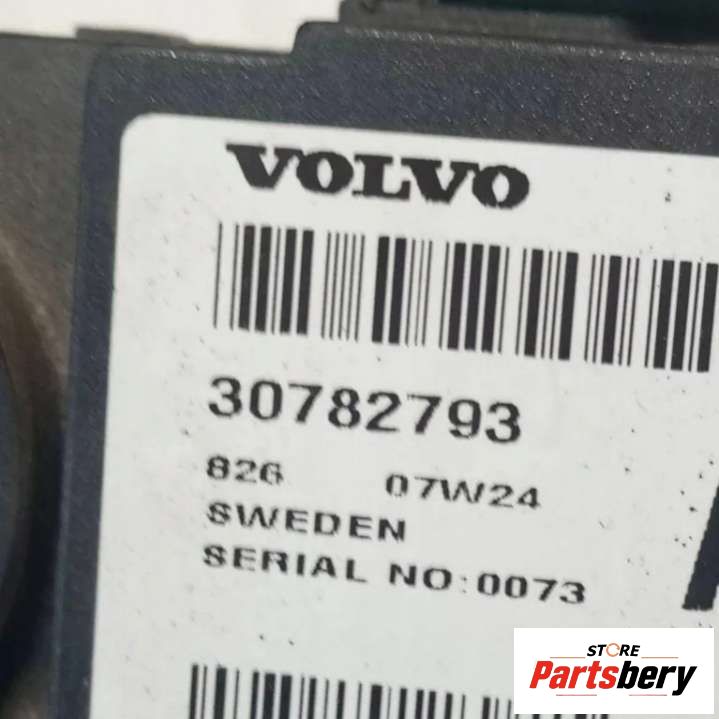 VOLVO
30782793
826 07W24
SWEDEN
SERIAL NO:0073
STORE
Partsbery